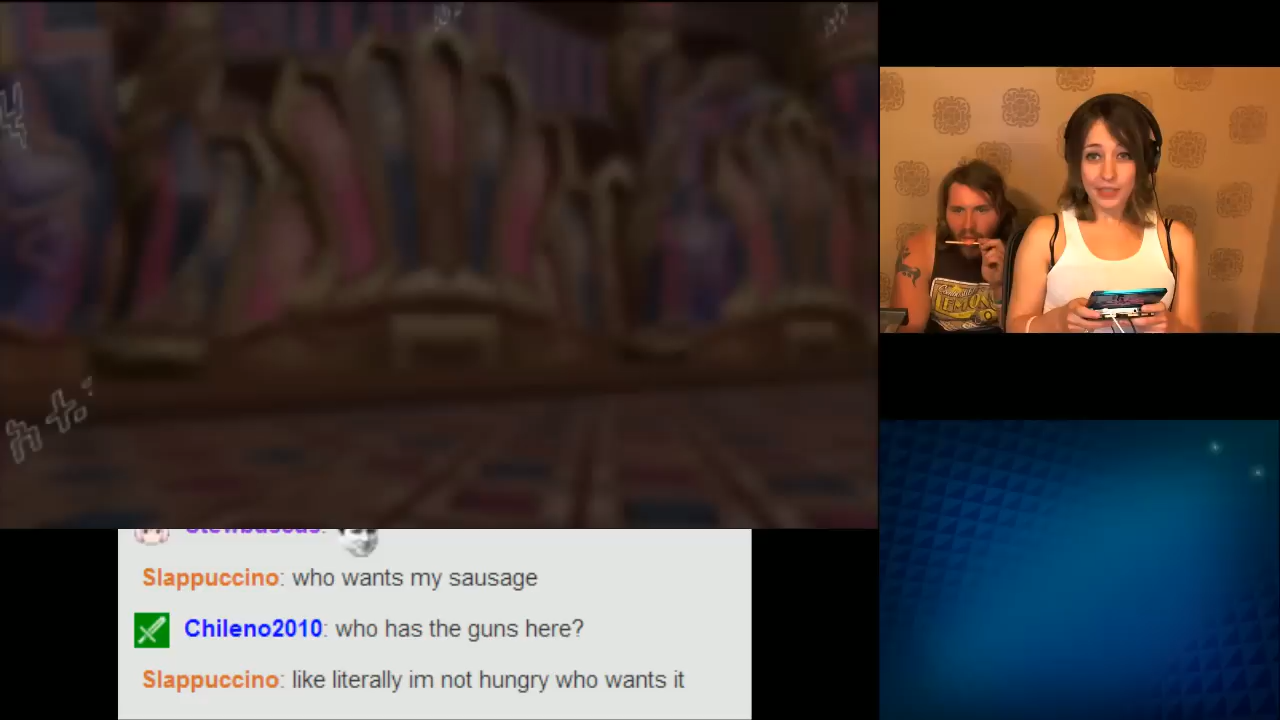 Slappuccino: who wants my sausage
Chileno2010: who has the guns here?
Slappuccino: like literally im not hungry who wants it